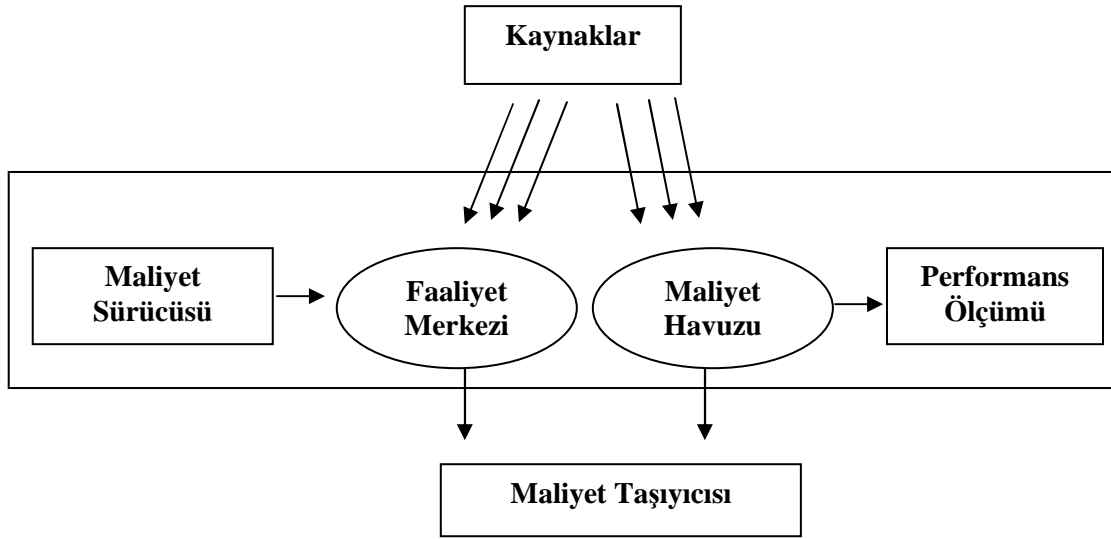 Kaynaklar
Maliyet
Sürücüsü
Faaliyet
Merkezi
Maliyet
Havuzu
Performans
Ölçümü
Maliyet Taşıyıcısı